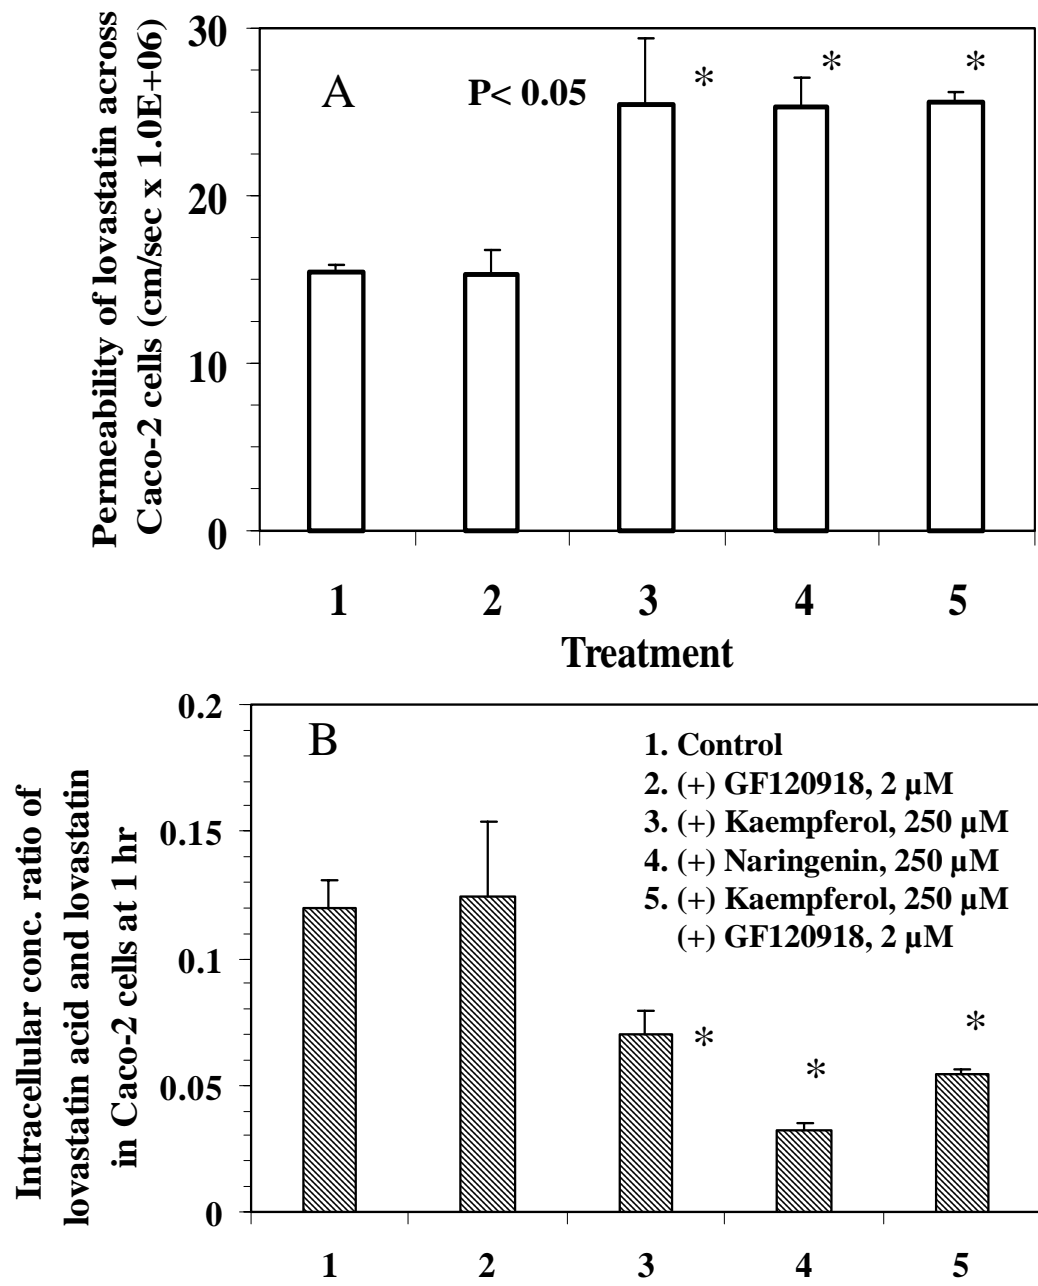 Permeability of lovastatin across
Caco-2 cells (cm/sec x 1.0E+06)
30
20
10
0
A
P< 0.05
*
*
*
1 2 3 4 5
Treatment
Intracellular conc. ratio of
lovastatin acid and lovastatin
in Caco-2 cells at 1 hr
0.2
0.15
0.1
0.05
0
B
1. Control
2. (+) GF120918, 2 µM
3. (+) Kaempferol, 250 µM
4. (+) Naringenin, 250 µM
5. (+) Kaempferol, 250 µM
(+) GF120918, 2 µM
*
*
*
1 2 3 4 5